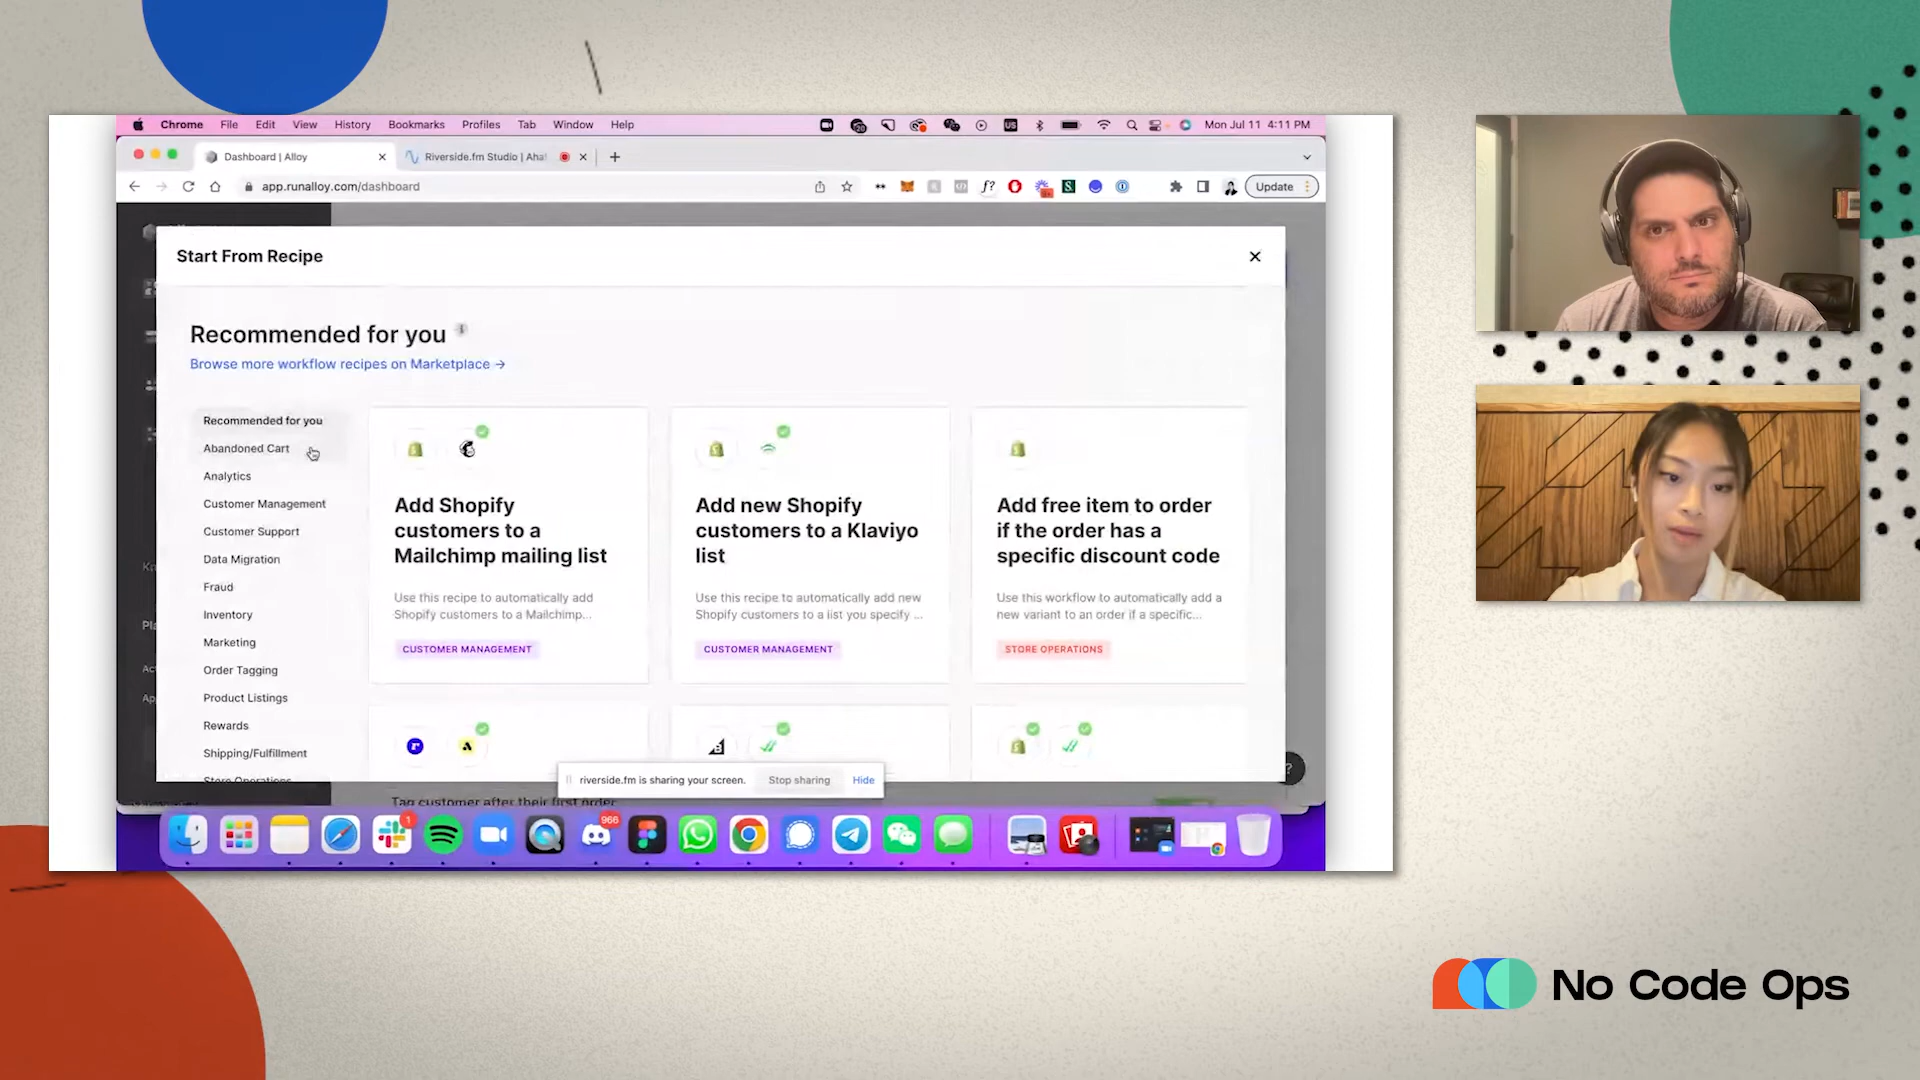 Chrome File Edit View History Bookmarks Profiles Tab Window Help
20
US
Mon Jul 11 4:11 PM
Dashboard | Alloy
Riverside.fm Studio | Aha!
app.runalloy.com/dashboard
f?
Update
Start From Recipe
Recommended for you
Browse more workflow recipes on Marketplace →
Recommended for you
Abandoned Cart
Analytics
Customer Management
Customer Support
Data Migration
Fraud
Inventory
Marketing
Order Tagging
Product Listings
Rewards
Shipping/Fulfillment
Store Operations
Add Shopify
customers to a
Mailchimp mailing list
Use this recipe to automatically add
Shopify customers to a Mailchimp...
CUSTOMER MANAGEMENT
Add new Shopify
customers to a Klaviyo
list
Use this recipe to automatically add new
Shopify customers to a list you specify ...
CUSTOMER MANAGEMENT
Add free item to order
if the order has a
specific discount code
Use this workflow to automatically add a
new variant to an order if a specific...
STORE OPERATIONS
riverside.fm is sharing your screen.
Stop sharing
Hide
Tag customer after their first order
1
966
No Code Ops